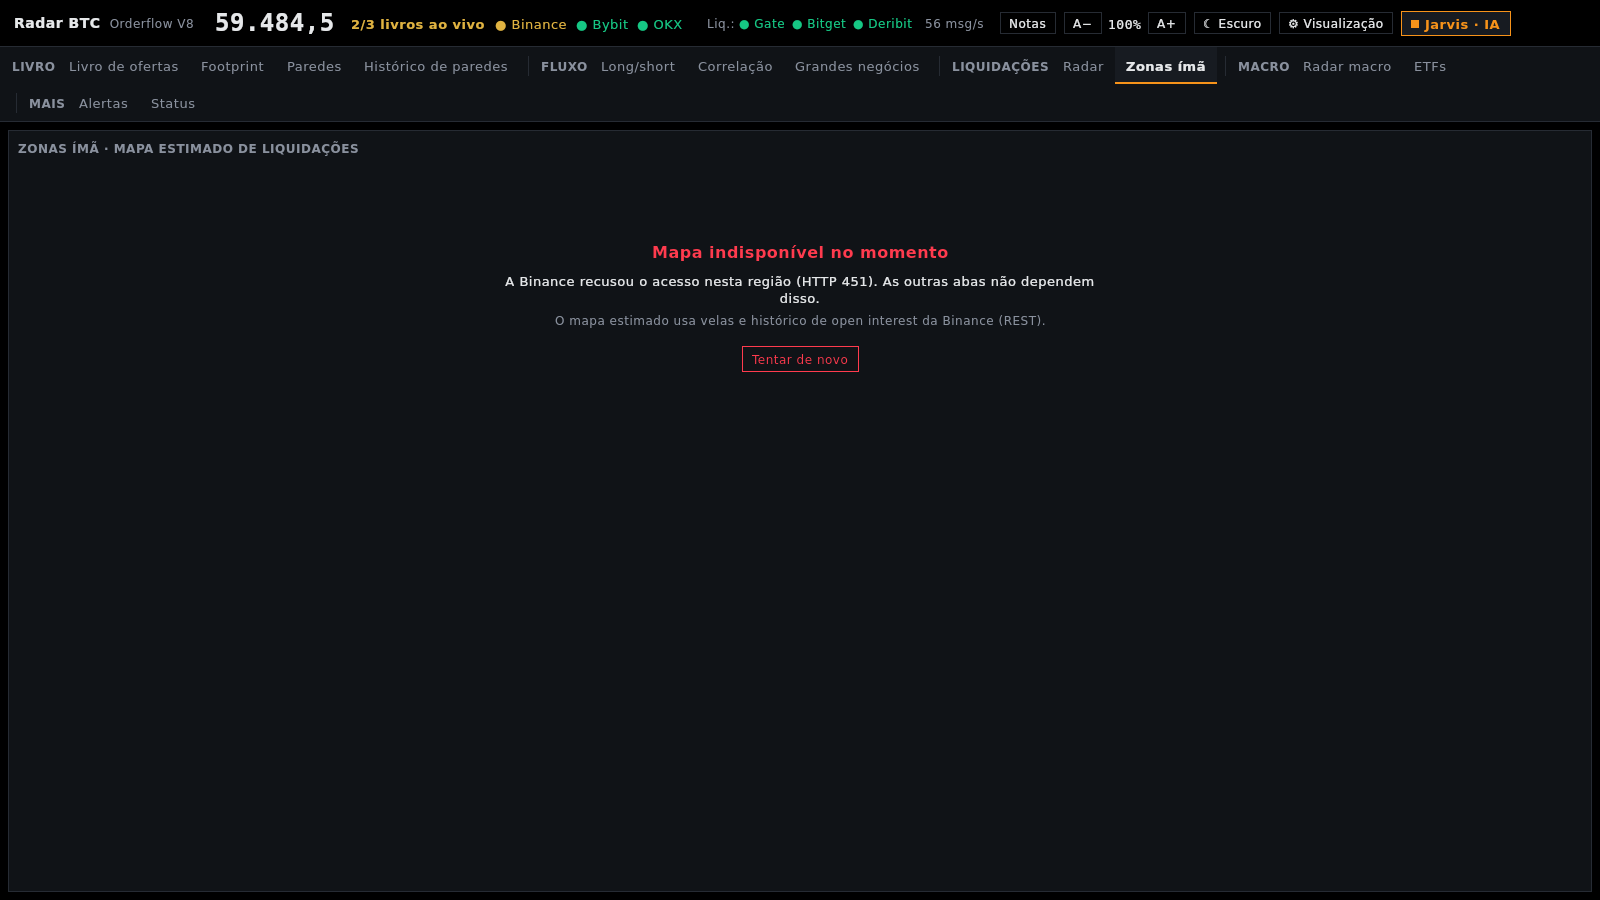 Radar BTC Orderflow V8 59.484,5 2/3 livros ao vivo ● Binance ● Bybit ● OKX Liq.: ● Gate ● Bitget ● Deribit 56 msg/s Notas A− 100% A+ ☾ Escuro ⚙ Visualização ■ Jarvis · IA
LIVRO Livro de ofertas Footprint Paredes Histórico de paredes FLUXO Long/short Correlação Grandes negócios LIQUIDAÇÕES Radar Zonas ímã MACRO Radar macro ETFs
MAIS Alertas Status
ZONAS ÍMÃ · MAPA ESTIMADO DE LIQUIDAÇÕES
Mapa indisponível no momento
A Binance recusou o acesso nesta região (HTTP 451). As outras abas não dependem
disso.
O mapa estimado usa velas e histórico de open interest da Binance (REST).
Tentar de novo